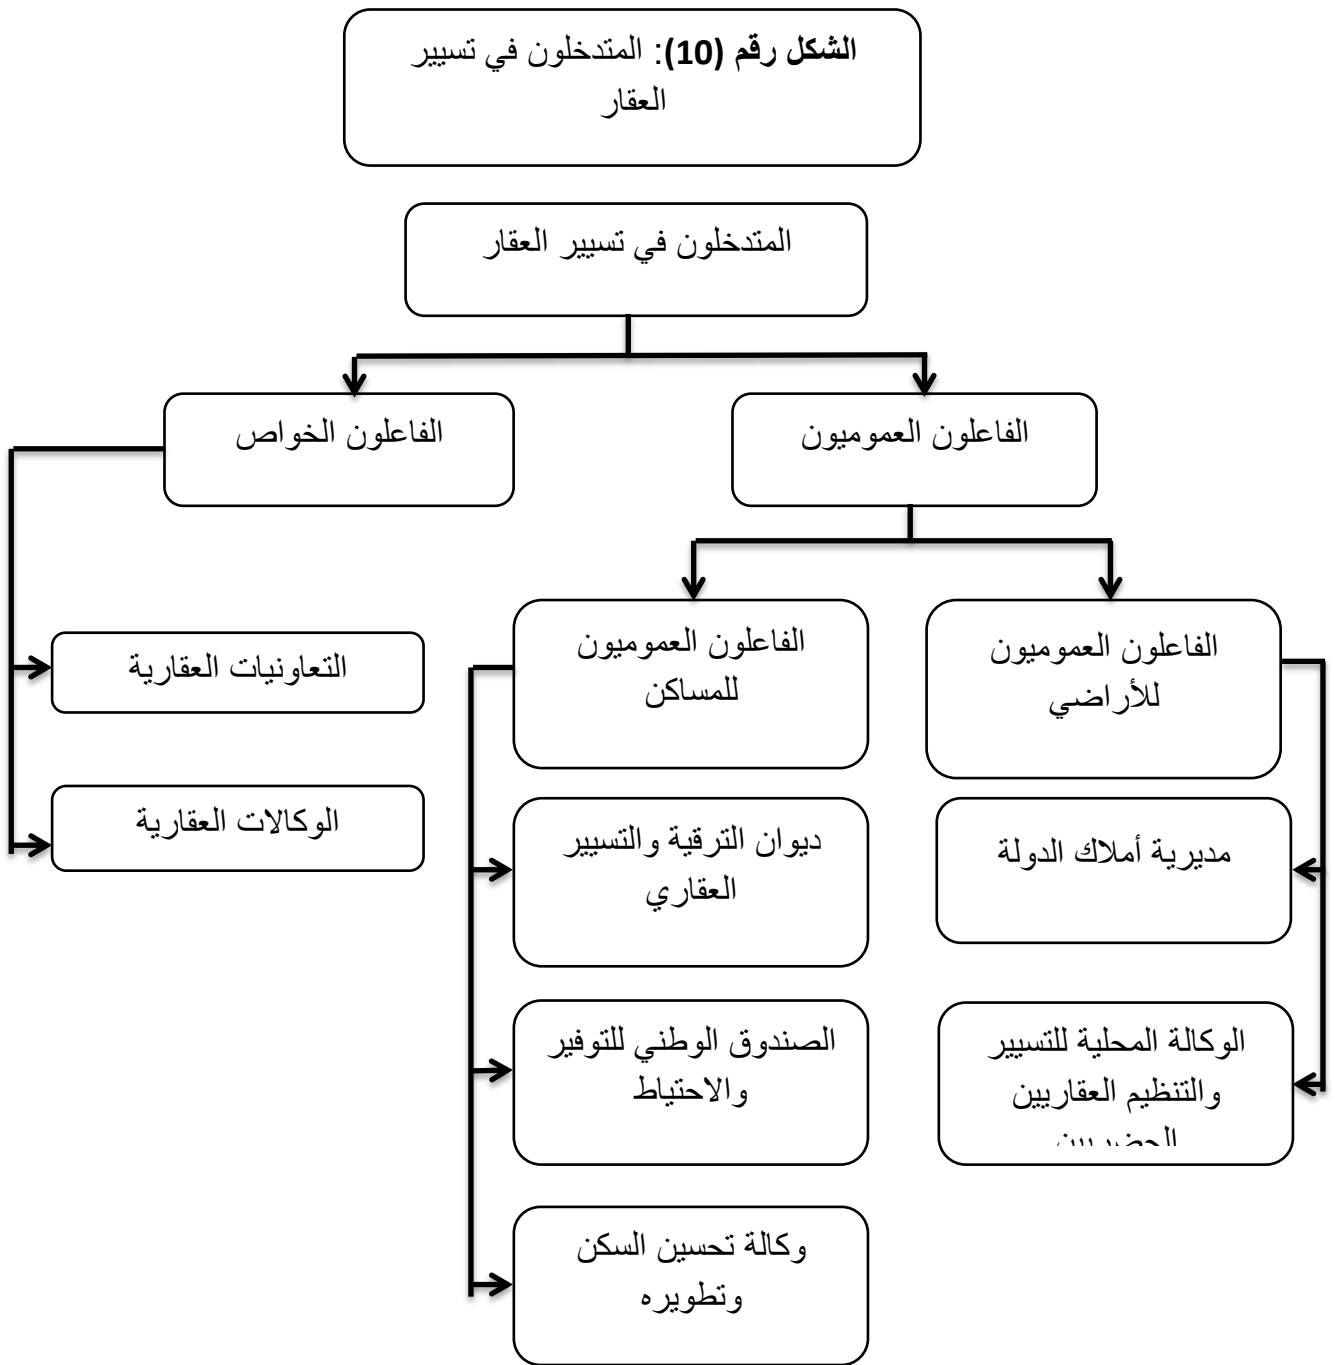 الشكل رقم (10): المتدخلون في تسيير
العقار
المتدخلون في تسيير العقار
الفاعلون العموميون
الفاعلون الخواص
الفاعلون العموميون
للأراضي
الفاعلون العموميون
للمساكن
التعاونيات العقارية
الوكالات العقارية
مديرية أملاك الدولة
ديوان الترقية والتسيير
العقاري
الوكالة المحلية للتسيير
والتنظيم العقاريين
الحضريين
الصندوق الوطني للتوفير
والاحتياط
وكالة تحسين السكن
وتطويره